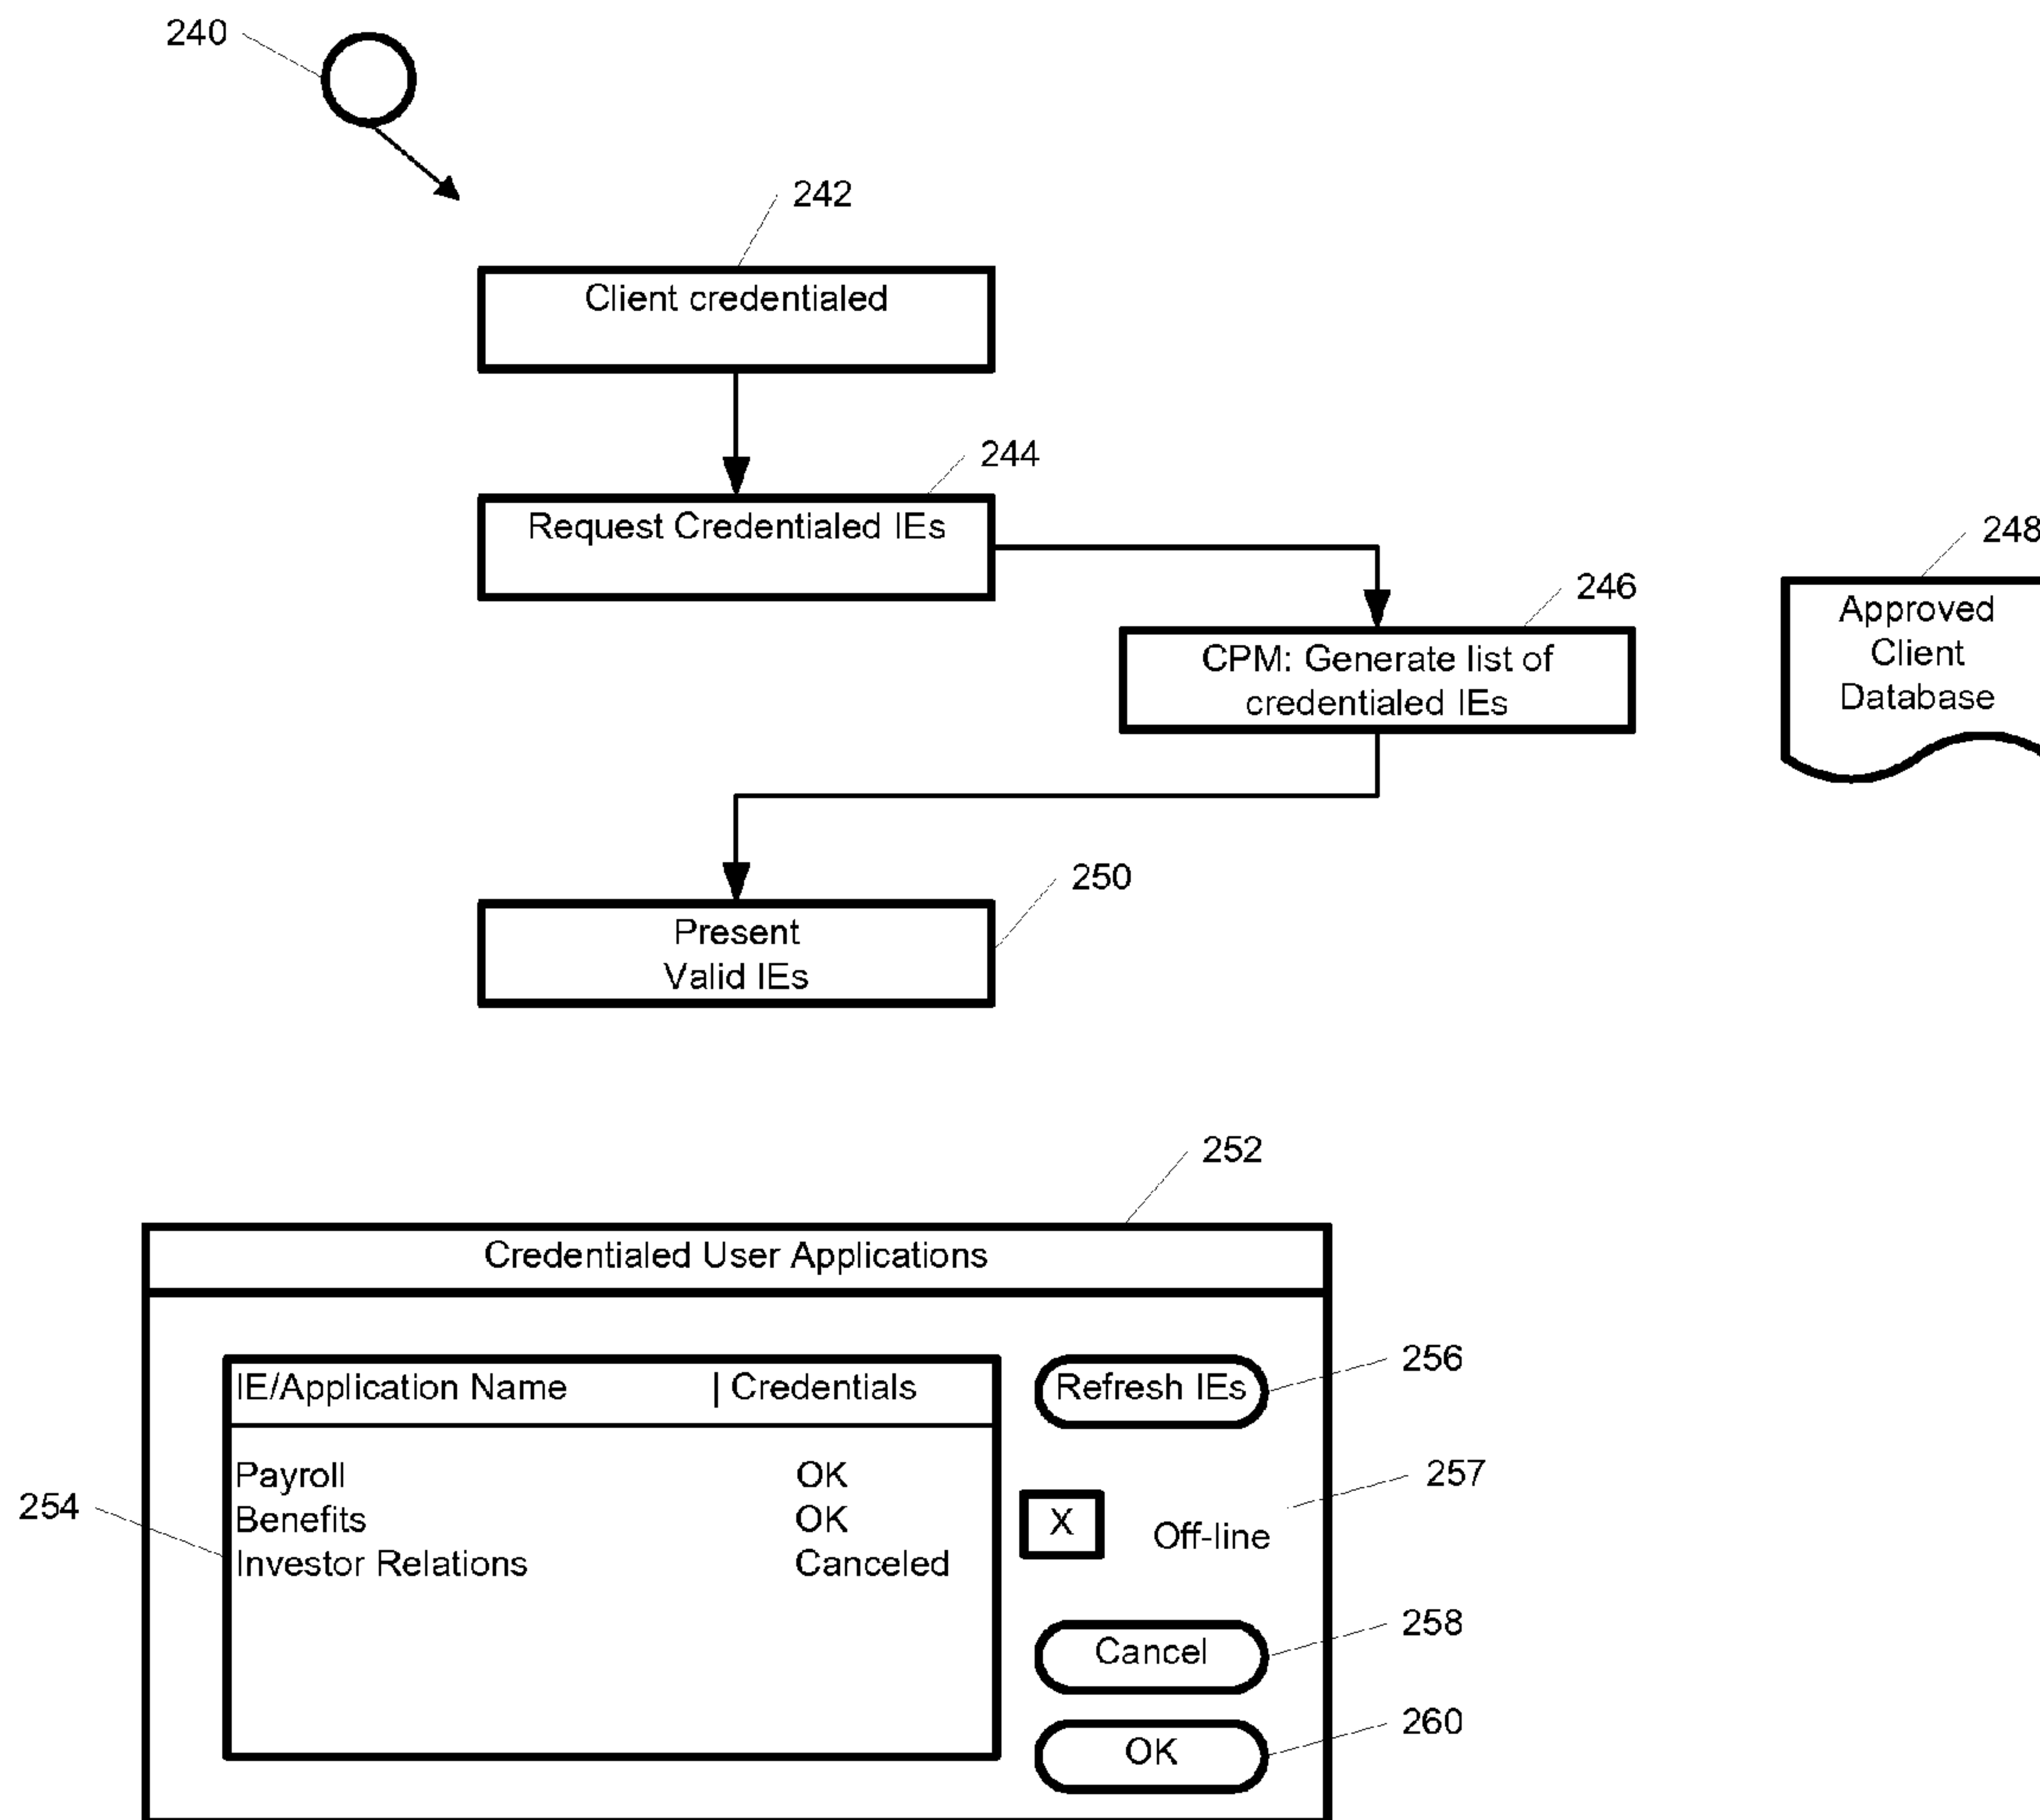 240
242
Client credentialed
244
Request Credentialed IEs
248
246
Approved
Client
Database
CPM: Generate list of
credentialed IEs
250
Present
Valid IEs
252
Credentialed User Applications
256
IE/Application Name | Credentials
Refresh IEs
257
Payroll OK
254
Benefits OK
X
Off-line
Investor Relations Canceled
258
Cancel
260
OK